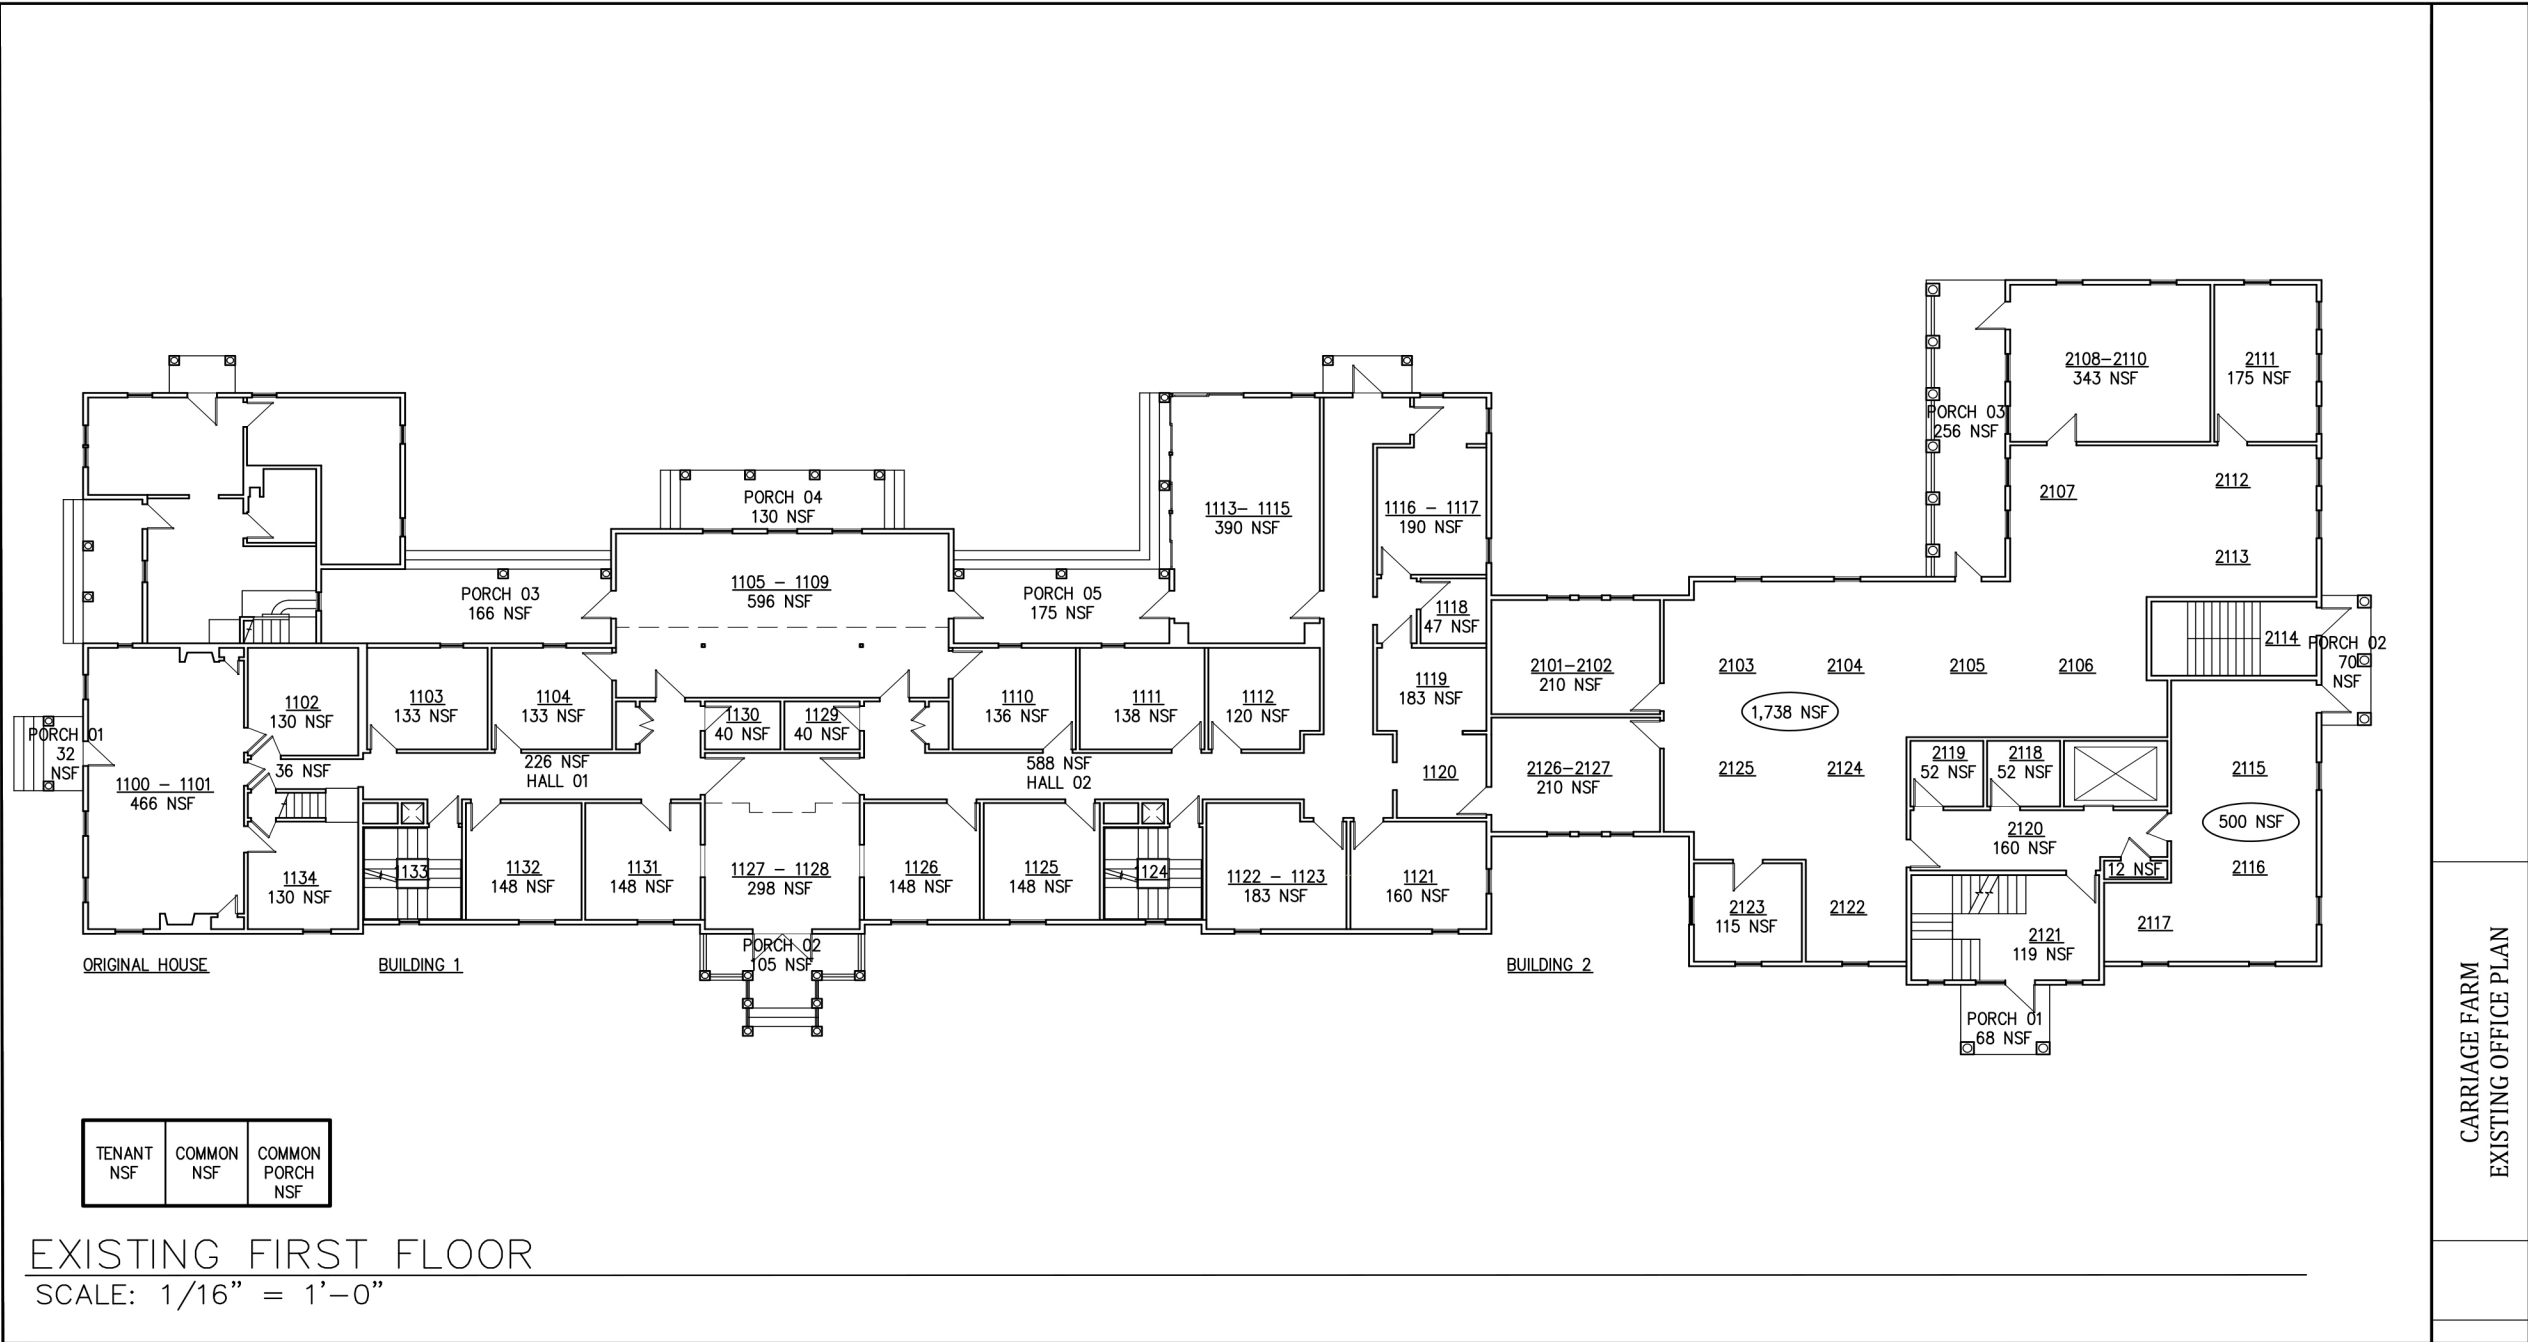 2108-2110
343 NSF
2111
175 NSF
PORCH 03
256 NSF
2107
2112
2113
PORCH 04
130 NSF
1113- 1115
390 NSF
1116 - 1117
190 NSF
1105 - 1109
596 NSF
PORCH 03
166 NSF
PORCH 05
175 NSF
1118
47 NSF
2114
PORCH 02
70
NSF
2101-2102
210 NSF
2103
2104
2105
2106
1,738 NSF
1102
130 NSF
1103
133 NSF
1104
133 NSF
1130
40 NSF
1129
40 NSF
1110
136 NSF
1111
138 NSF
1112
120 NSF
1119
183 NSF
PORCH 01
32
NSF
1100 - 1101
466 NSF
36 NSF
226 NSF
HALL 01
588 NSF
HALL 02
1120
2126-2127
210 NSF
2125
2124
2119
52 NSF
2118
52 NSF
2115
500 NSF
2120
160 NSF
12 NSF
2116
1134
130 NSF
133
1132
148 NSF
1131
148 NSF
1127 - 1128
298 NSF
1126
148 NSF
1125
148 NSF
124
1122 - 1123
183 NSF
1121
160 NSF
2123
115 NSF
2122
2121
119 NSF
2117
PORCH 02
05 NSF
PORCH 01
68 NSF
ORIGINAL HOUSE
BUILDING 1
BUILDING 2
TENANT
NSF
COMMON
NSF
COMMON
PORCH
NSF
EXISTING FIRST FLOOR
SCALE: 1/16" = 1'-0"
CARRIAGE FARM
EXISTING OFFICE PLAN